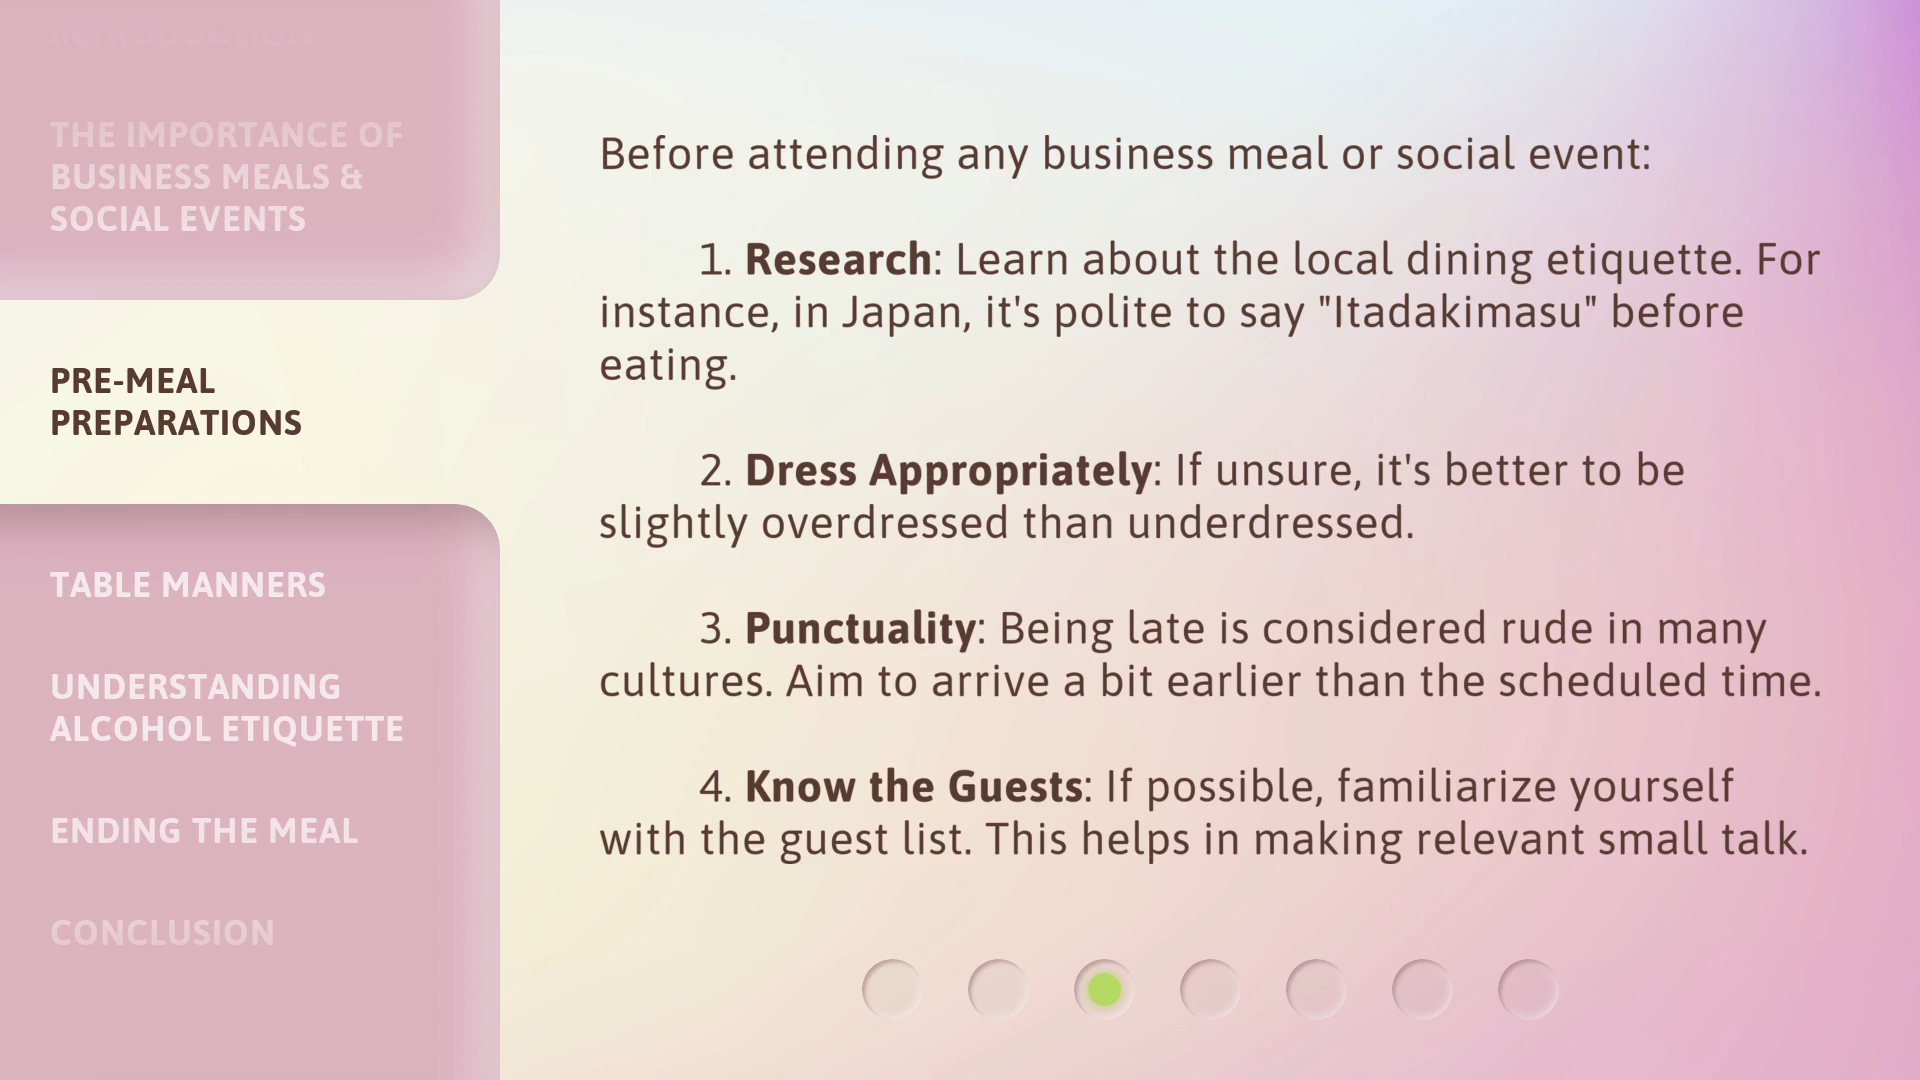 INTRODUCTION
THE IMPORTANCE OF
BUSINESS MEALS &
SOCIAL EVENTS
PRE-MEAL
PREPARATIONS
TABLE MANNERS
UNDERSTANDING
ALCOHOL ETIQUETTE
ENDING THE MEAL
CONCLUSION
Before attending any business meal or social event:
1. Research: Learn about the local dining etiquette. For
instance, in Japan, it's polite to say "Itadakimasu" before
eating.
2. Dress Appropriately: If unsure, it's better to be
slightly overdressed than underdressed.
3. Punctuality: Being late is considered rude in many
cultures. Aim to arrive a bit earlier than the scheduled time.
4. Know the Guests: If possible, familiarize yourself
with the guest list. This helps in making relevant small talk.